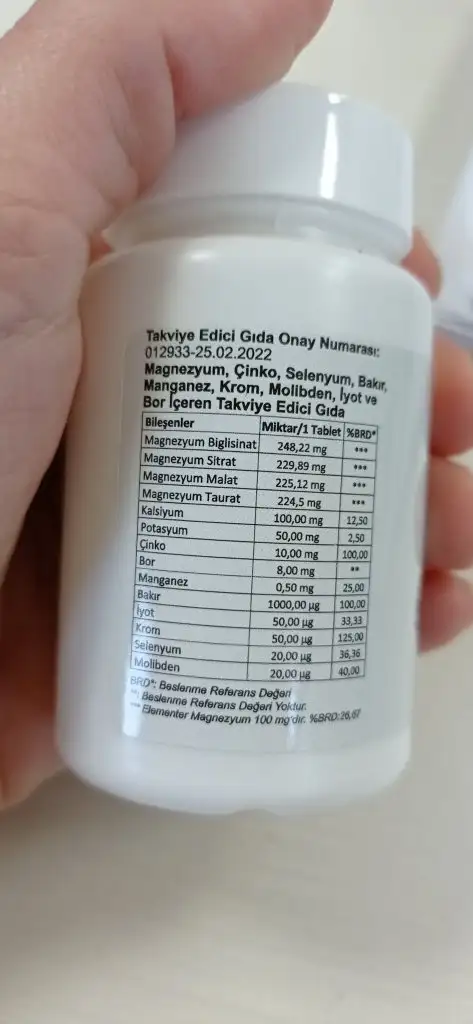 Takviye Edici Gıda Onay Numarası:
012933-25.02.2022
Magnezyum, Çinko, Selenyum, Bakır,
Manganez, Krom, Molibden, İyot ve
Bor İçeren Takviye Edici Gıda
Bileşenler Miktar/1 Tablet %BRD*
Magnezyum Biglisinat 248,22 mg ***
Magnezyum Sitrat 229,89 mg ***
Magnezyum Malat 225,12 mg ***
Magnezyum Taurat 224,5 mg ***
Kalsiyum 100,00 mg 12,50
Potasyum 50,00 mg 2,50
Çinko 10,00 mg 100,00
Bor 8,00 mg **
Manganez 0,50 mg 25,00
Bakır 1000,00 µg 100,00
İyot 50,00 µg 33,33
Krom 50,00 µg 125,00
Selenyum 20,00 µg 36,36
Molibden 20,00 µg 40,00
BRD*: Beslenme Referans Değeri
**: Beslenme Referans Değeri Yoktur.
*** Elementer Magnezyum 100 mg'dır. %BRD:26,67